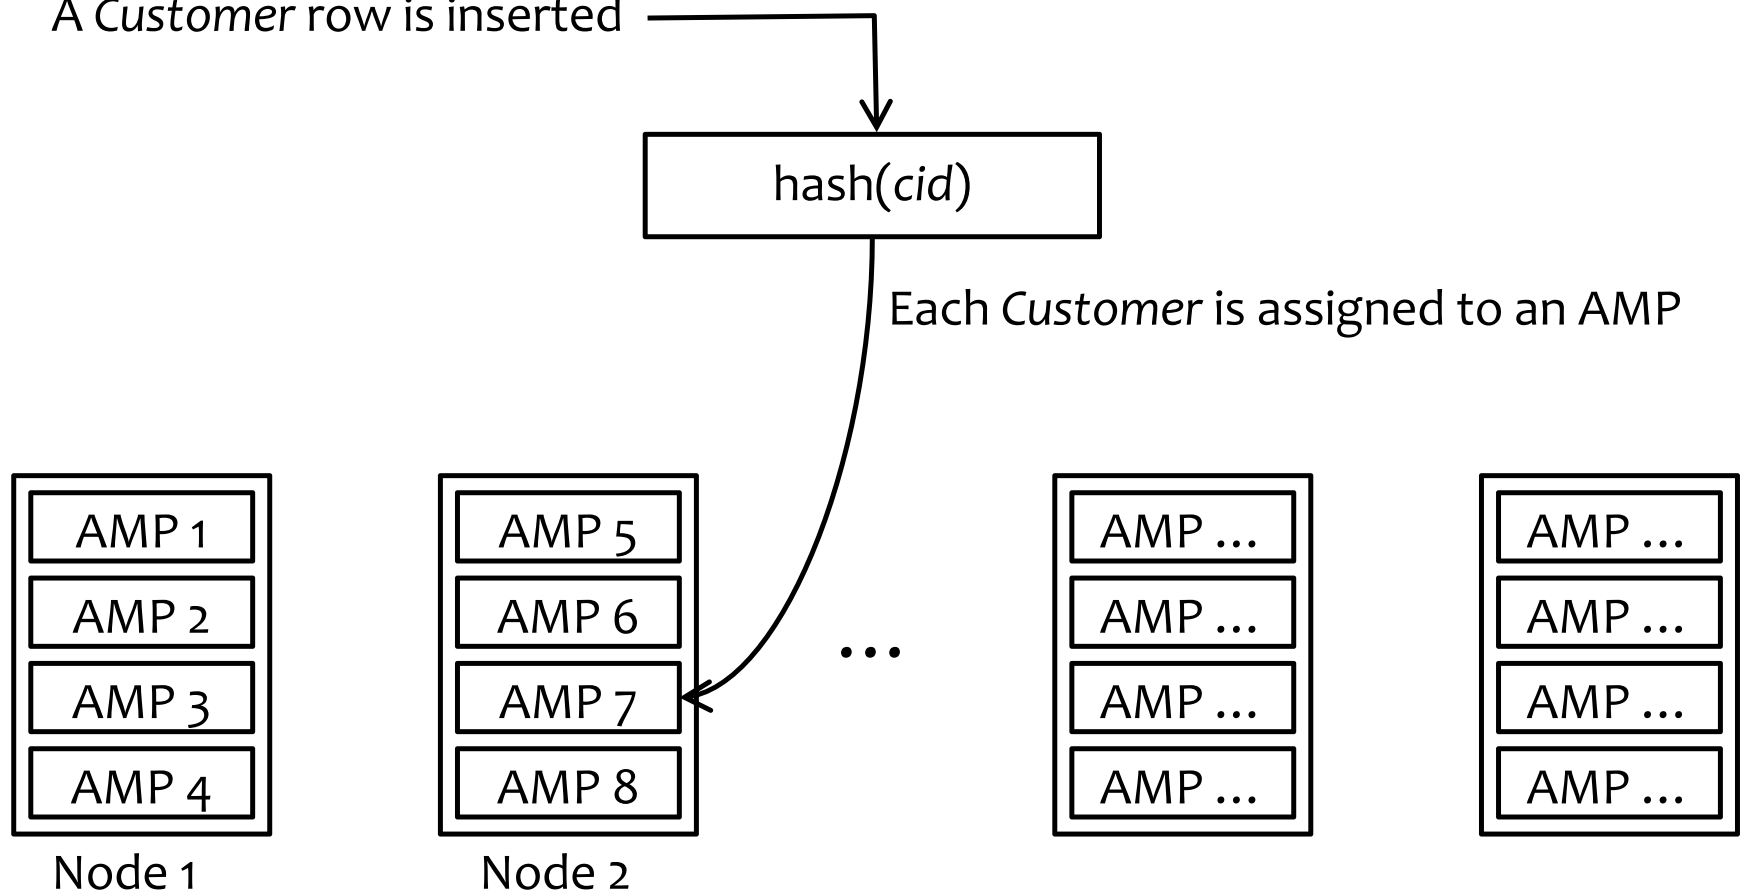 A Customer row is inserted
hash(cid)
Each Customer is assigned to an AMP
AMP 1
AMP 2
AMP 3
AMP 4
Node 1
AMP 5
AMP 6
AMP 7
AMP 8
Node 2
...
AMP ...
AMP ...
AMP ...
AMP ...
AMP ...
AMP ...
AMP ...
AMP ...